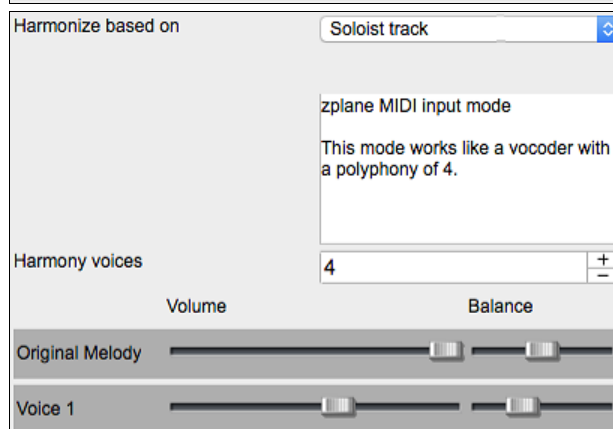 Harmonize based on
Soloist track
zplane MIDI input mode
This mode works like a vocoder with
a polyphony of 4.
Harmony voices
4
+
−
Volume
Balance
Original Melody
Voice 1